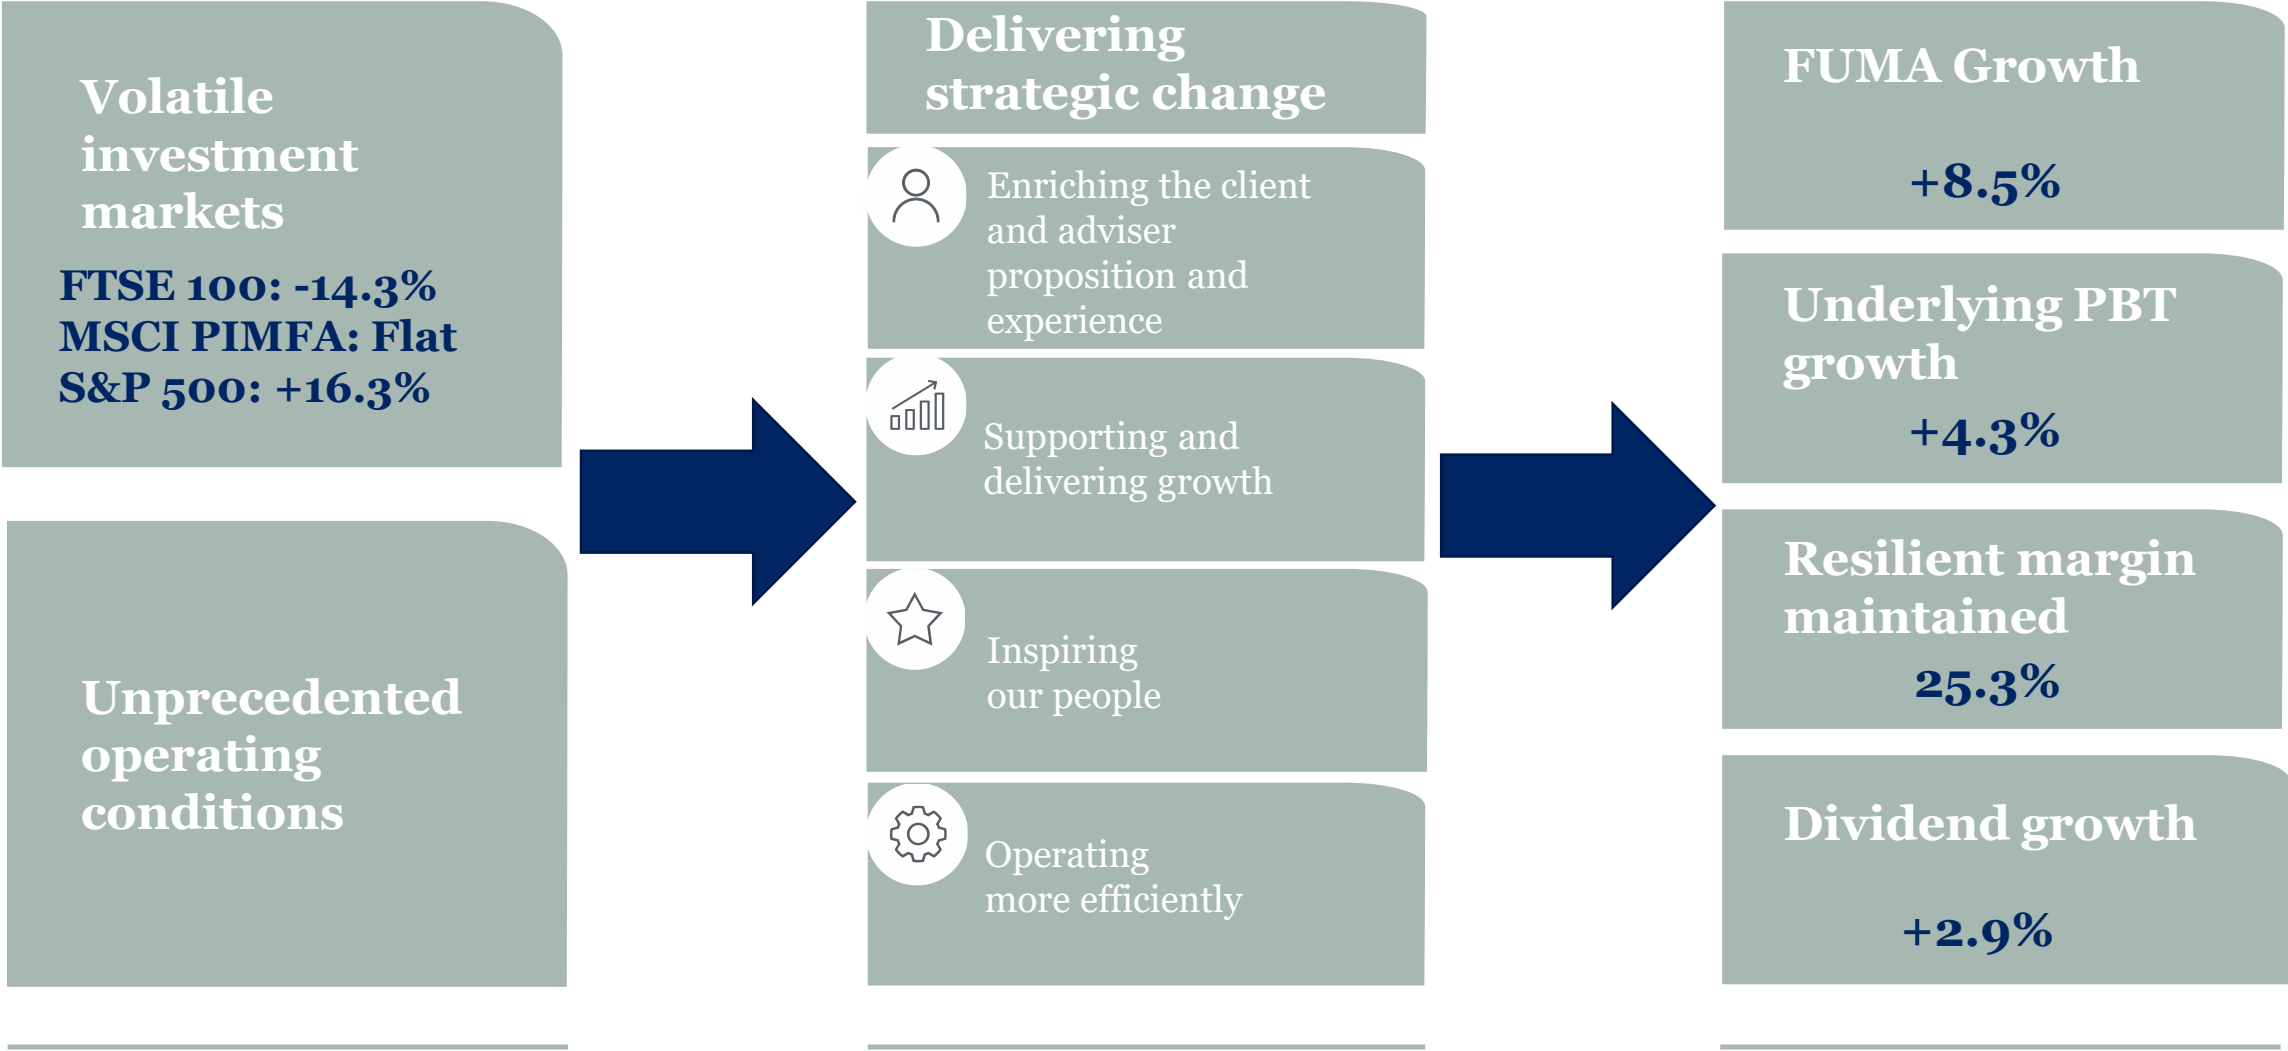 Volatile
investment
markets
FTSE 100: -14.3%
MSCI PIMFA: Flat
S&P 500: +16.3%
Unprecedented
operating
conditions
Delivering
strategic change
Enriching the client
and adviser
proposition and
experience
Supporting and
delivering growth
Inspiring
our people
Operating
more efficiently
FUMA Growth
+8.5%
Underlying PBT
growth
+4.3%
Resilient margin
maintained
25.3%
Dividend growth
+2.9%